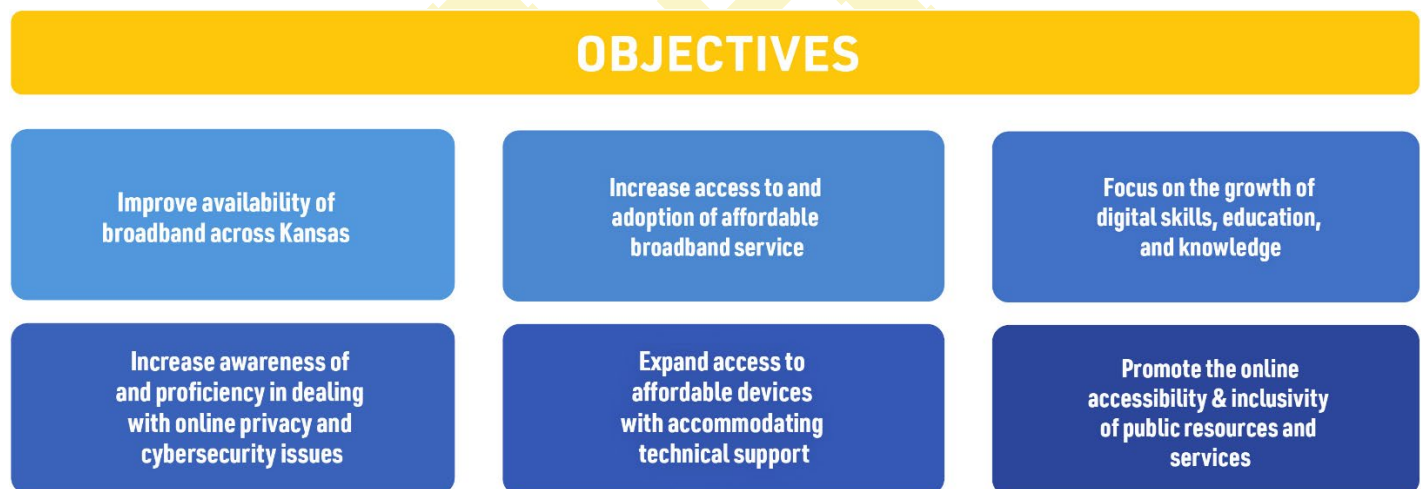 OBJECTIVES
Improve availability of
broadband across Kansas
Increase access to and
adoption of affordable
broadband service
Focus on the growth of
digital skills, education,
and knowledge
Increase awareness of
and proficiency in dealing
with online privacy and
cybersecurity issues
Expand access to
affordable devices
with accommodating
technical support
Promote the online
accessibility & inclusivity
of public resources and
services